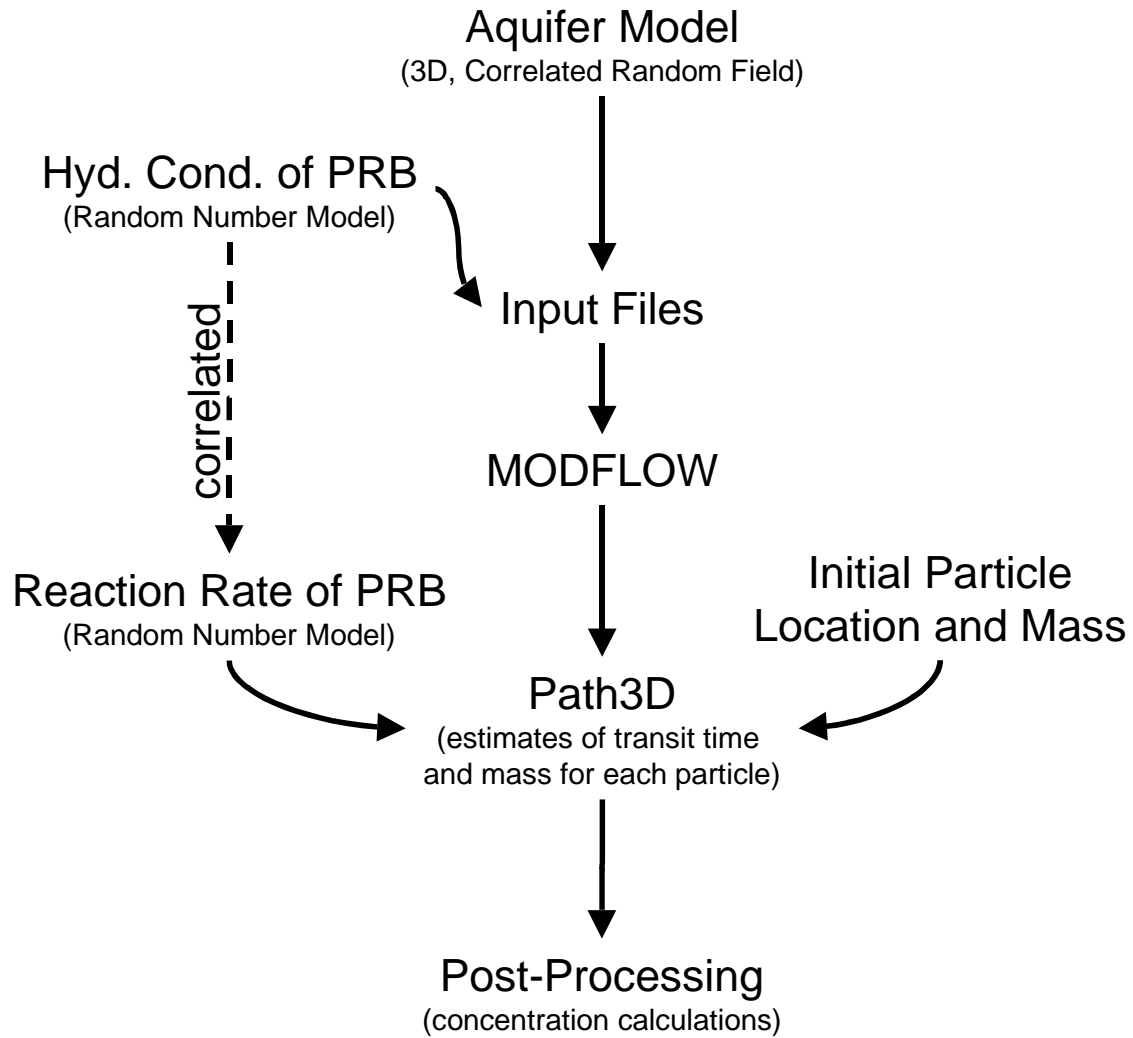 Aquifer Model
(3D, Correlated Random Field)
Hyd. Cond. of PRB
(Random Number Model)
Input Files
correlated
MODFLOW
Reaction Rate of PRB
(Random Number Model)
Initial Particle
Location and Mass
Path3D
(estimates of transit time
and mass for each particle)
Post-Processing
(concentration calculations)